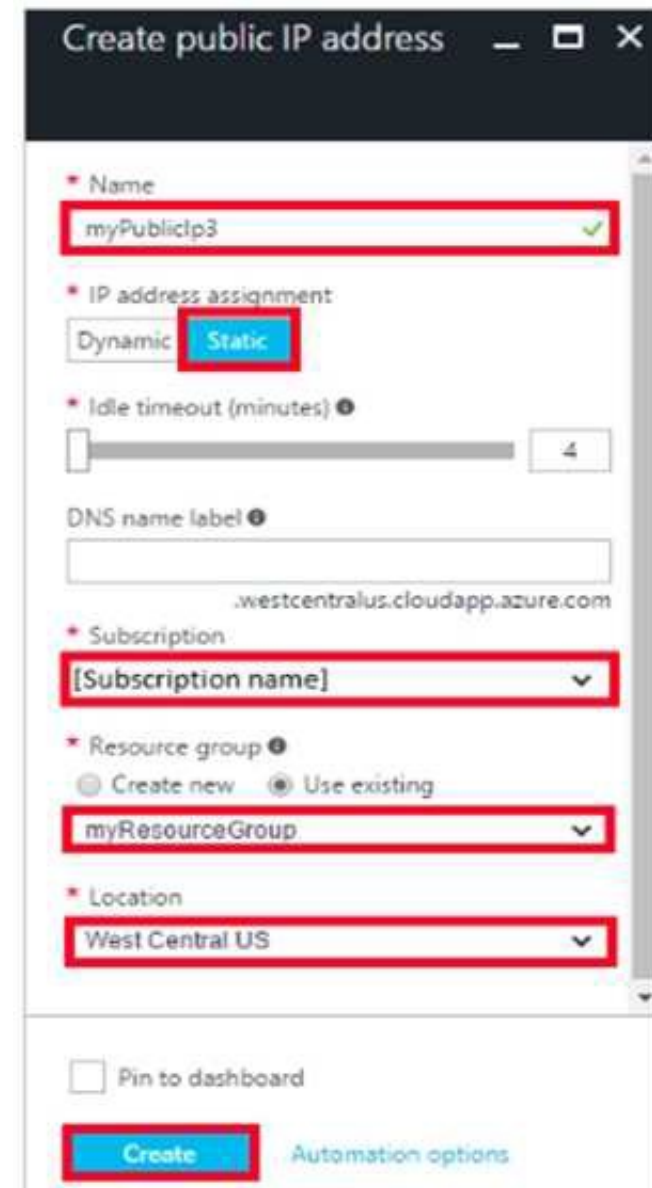 Create public IP address
* Name
myPublicIp3
* IP address assignment
Dynamic Static
* Idle timeout (minutes)
4
DNS name label
.westcentralus.cloudapp.azure.com
* Subscription
[Subscription name]
* Resource group
Create new Use existing
myResourceGroup
* Location
West Central US
Pin to dashboard
Create Automation options